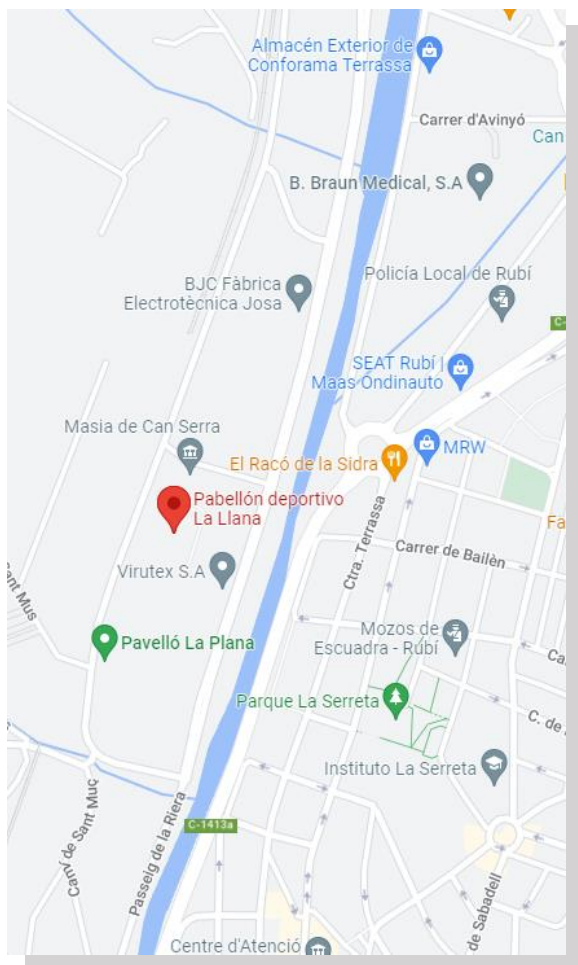 Almacén Exterior de
Conforama Terrassa
Carrer d'Avinyó
Can
B. Braun Medical, S.A
Policía Local de Rubí
BJC Fàbrica
Electrotècnica Josa
C-
SEAT Rubí |
Maas Ondinauto
Masia de Can Serra
MRW
El Racó de la Sidra
Pabellón deportivo
La Llana
Fa
Ctra. Terrassa
Carrer de Bailèn
Virutex S.A
Sant Mus
Mozos de
Escuadra - Rubí
Pavelló La Plana
Ca
Parque La Serreta
C. de
Instituto La Serreta
C-1413a
Camí de Sant Muç
Passeig de la Riera
de Sabadell
Centre d'Atenció